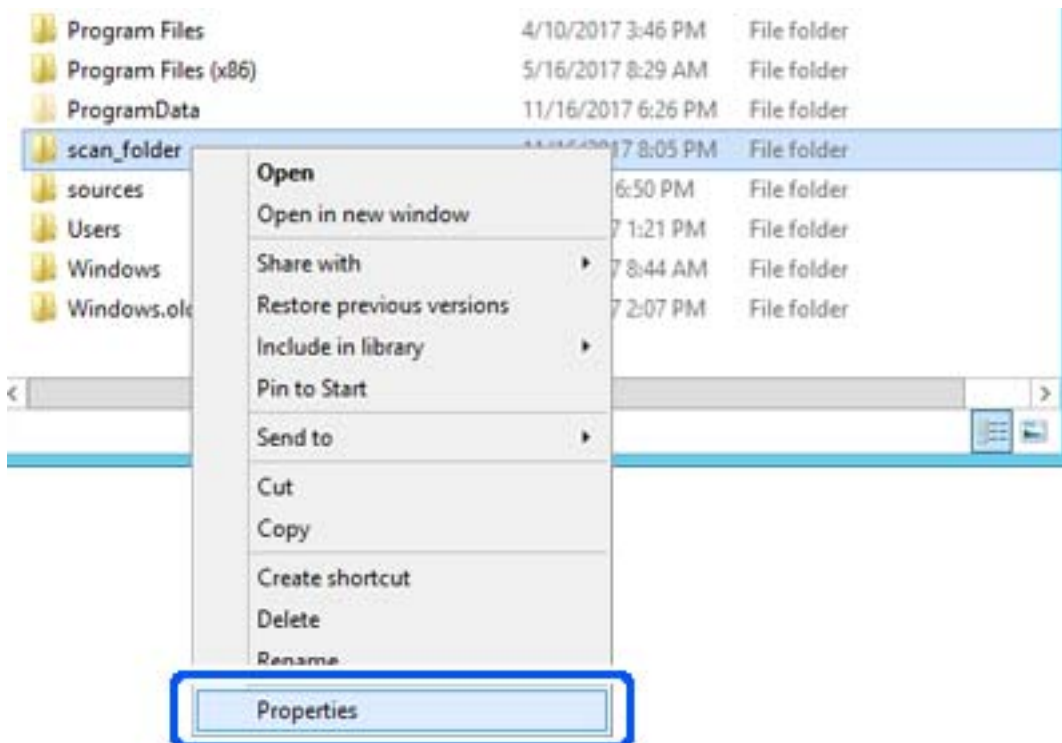 Program Files 4/10/2017 3:46 PM File folder
Program Files (x86) 5/16/2017 8:29 AM File folder
ProgramData 11/16/2017 6:26 PM File folder
scan_folder 17 8:05 PM File folder
sources 6:50 PM File folder
Users 7 1:21 PM File folder
Windows 7 8:44 AM File folder
Windows.old 7 2:07 PM File folder
Open
Open in new window
Share with
Restore previous versions
Include in library
Pin to Start
Send to
Cut
Copy
Create shortcut
Delete
Rename
Properties